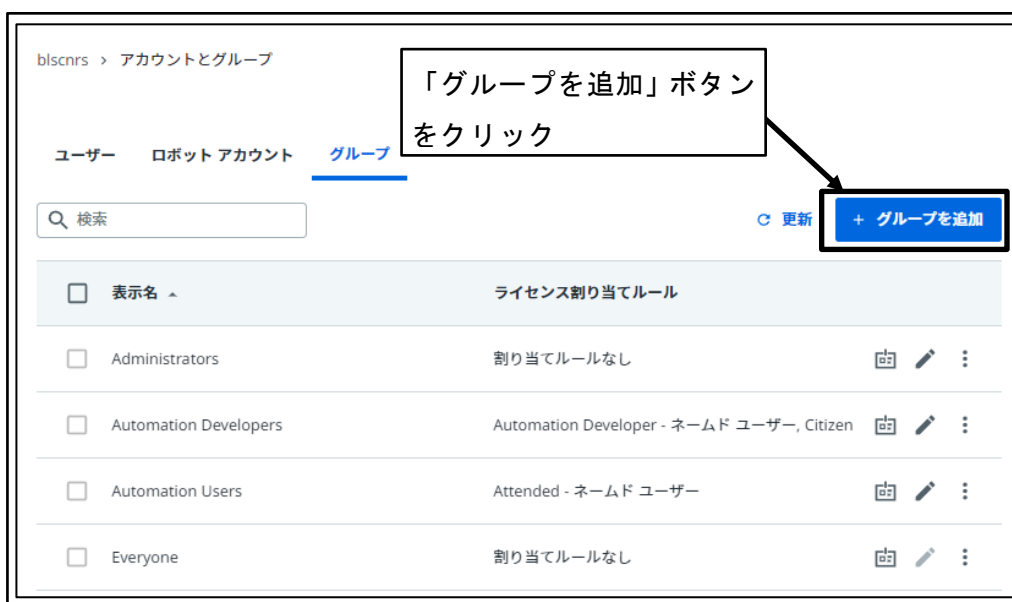 blscnrs > アカウントとグループ
「グループを追加」ボタン
をクリック
ユーザー ロボット アカウント グループ
検索 更新 + グループを追加
表示名 ライセンス割り当てルール
Administrators 割り当てルールなし
Automation Developers Automation Developer - ネームド ユーザー, Citizen
Automation Users Attended - ネームド ユーザー
Everyone 割り当てルールなし